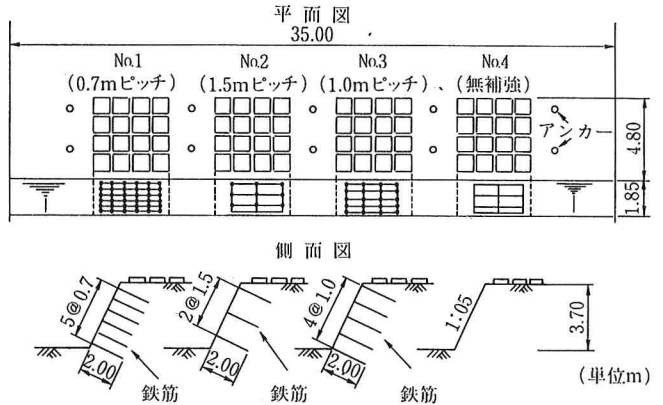 平面図
35.00
No.1 No.2 No.3 No.4
(0.7mピッチ) (1.5mピッチ) (1.0mピッチ)、(無補強)
アンカー
4.80
1.85
側面図
5@0.7 2@1.5 4@1.0 1:05 3.70
2.00 2.00 2.00
鉄筋 鉄筋 鉄筋
(単位m)